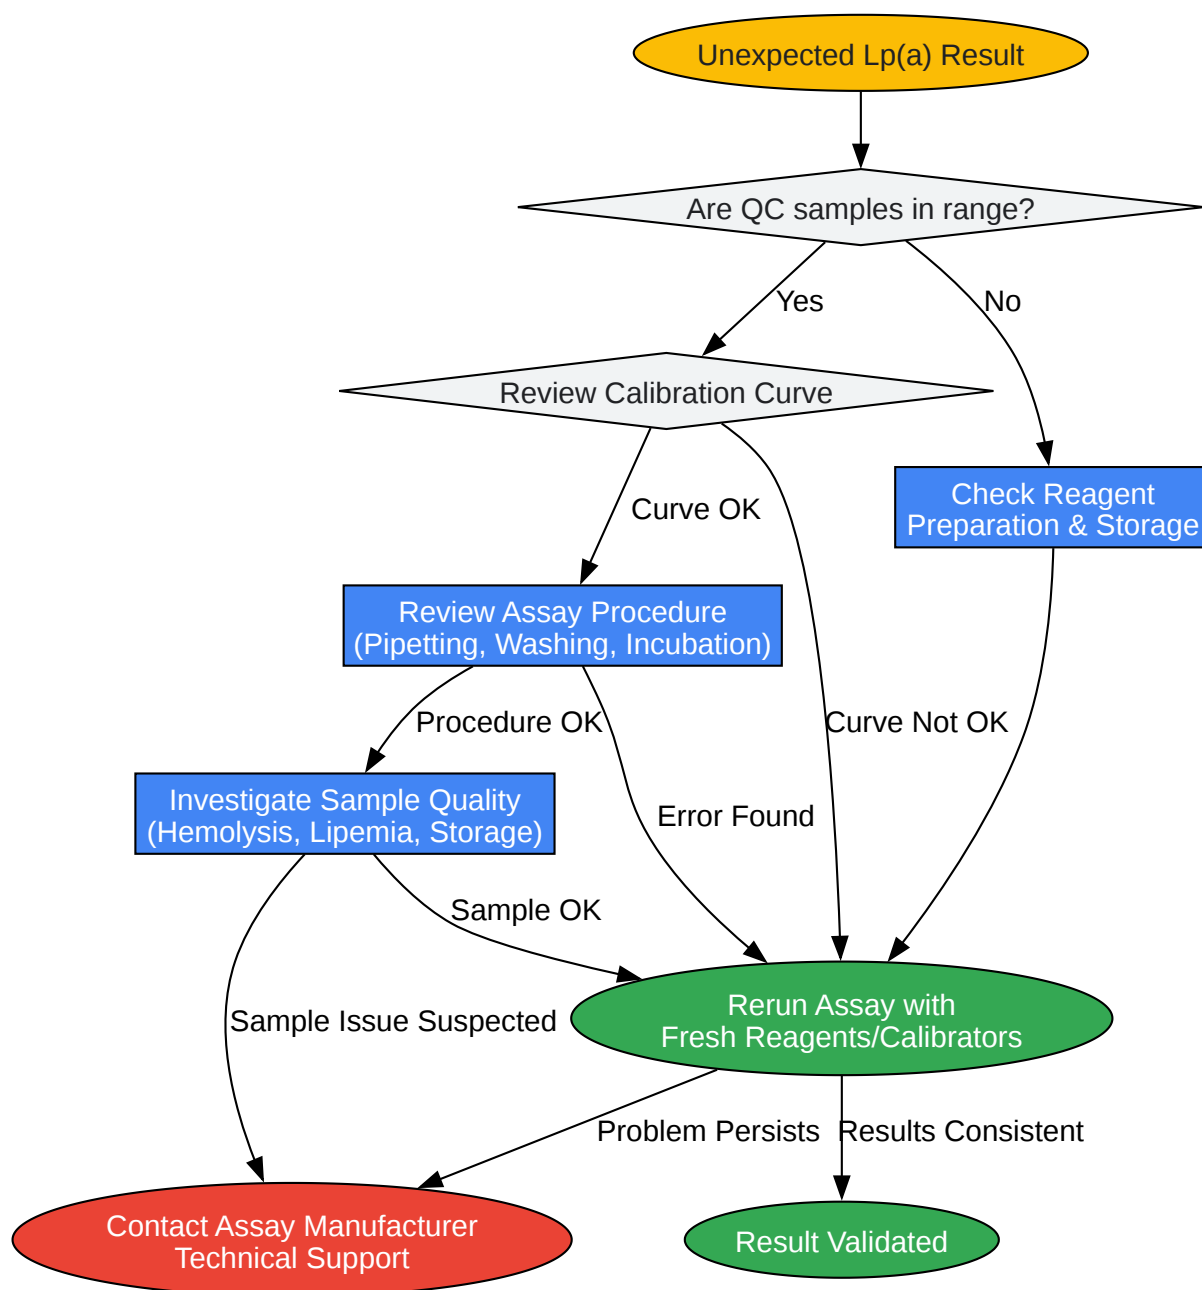 Unexpected Lp(a) Result
Are QC samples in range?
Yes
No
Review Calibration Curve
Check Reagent
Preparation & Storage
Curve OK
Review Assay Procedure
(Pipetting, Washing, Incubation)
Procedure OK
Curve Not OK
Investigate Sample Quality
(Hemolysis, Lipemia, Storage)
Error Found
Sample OK
Sample Issue Suspected
Rerun Assay with
Fresh Reagents/Calibrators
Problem Persists
Results Consistent
Contact Assay Manufacturer
Technical Support
Result Validated